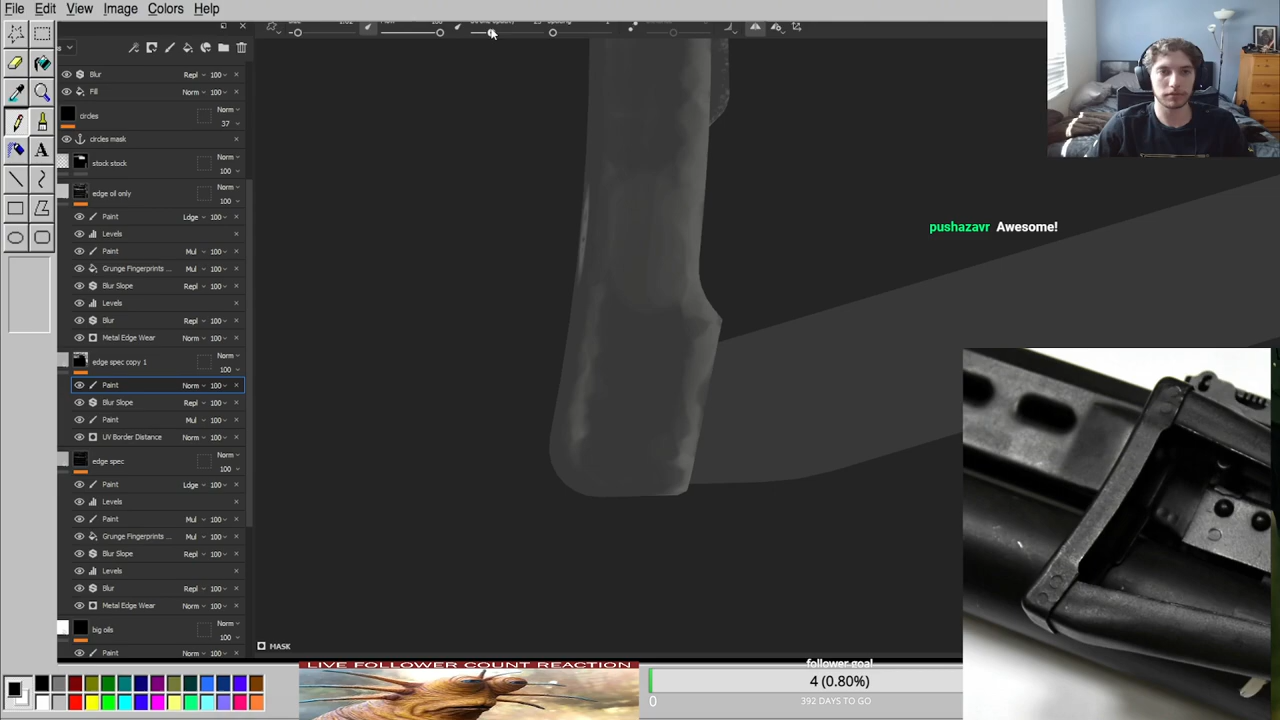 File Edit View Image Colors Help
Blur Repl 100
Fill Norm 100
circles Norm 37
circles mask
stock stock Norm 100
edge oil only Norm 100
Paint Ldge 100
Levels
Paint Mul 100
Grunge Fingerprints ... Mul 100
Blur Slope Repl 100
Levels
Blur Repl 100
Metal Edge Wear Norm 100
edge spec copy 1 Norm 100
Paint Norm 100
Blur Slope Repl 100
Paint Mul 100
UV Border Distance Norm 100
edge spec Norm 100
Paint Ldge 100
Levels
Paint Mul 100
Grunge Fingerprints ... Mul 100
Blur Slope Repl 100
Levels
Blur Repl 100
Metal Edge Wear Norm 100
big oils Norm 100
Paint Norm 100
MASK
pushazavr Awesome!
LIVE FOLLOWER COUNT REACTION
follower goal
4 (0.80%)
0
392 DAYS TO GO